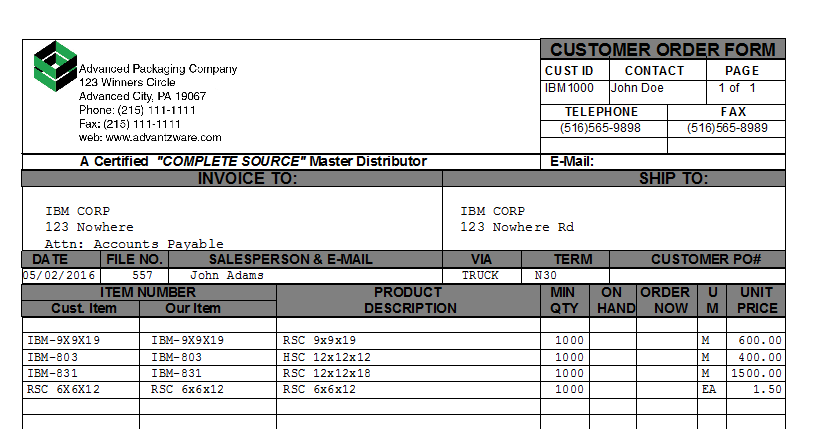 CUSTOMER ORDER FORM
Advanced Packaging Company
123 Winners Circle
Advanced City, PA 19067
Phone: (215) 111-1111
Fax: (215) 111-1111
web: www.advantzware.com
CUST ID CONTACT PAGE
IBM1000 John Doe 1 of 1
TELEPHONE FAX
(516)565-9898 (516)565-8989
A Certified "COMPLETE SOURCE" Master Distributor E-Mail:
INVOICE TO: SHIP TO:
IBM CORP IBM CORP
123 Nowhere 123 Nowhere Rd
Attn: Accounts Payable
DATE FILE NO. SALESPERSON & E-MAIL VIA TERM CUSTOMER PO#
05/02/2016 557 John Adams TRUCK N30
ITEM NUMBER PRODUCT MIN ON ORDER U UNIT
Cust. Item Our Item DESCRIPTION QTY HAND NOW M PRICE
IBM-9X9X19 IBM-9X9X19 RSC 9x9x19 1000 M 600.00
IBM-803 IBM-803 HSC 12x12x12 1000 M 400.00
IBM-831 IBM-831 RSC 12x12x18 1000 M 1500.00
RSC 6X6X12 RSC 6x6x12 RSC 6x6x12 1000 EA 1.50